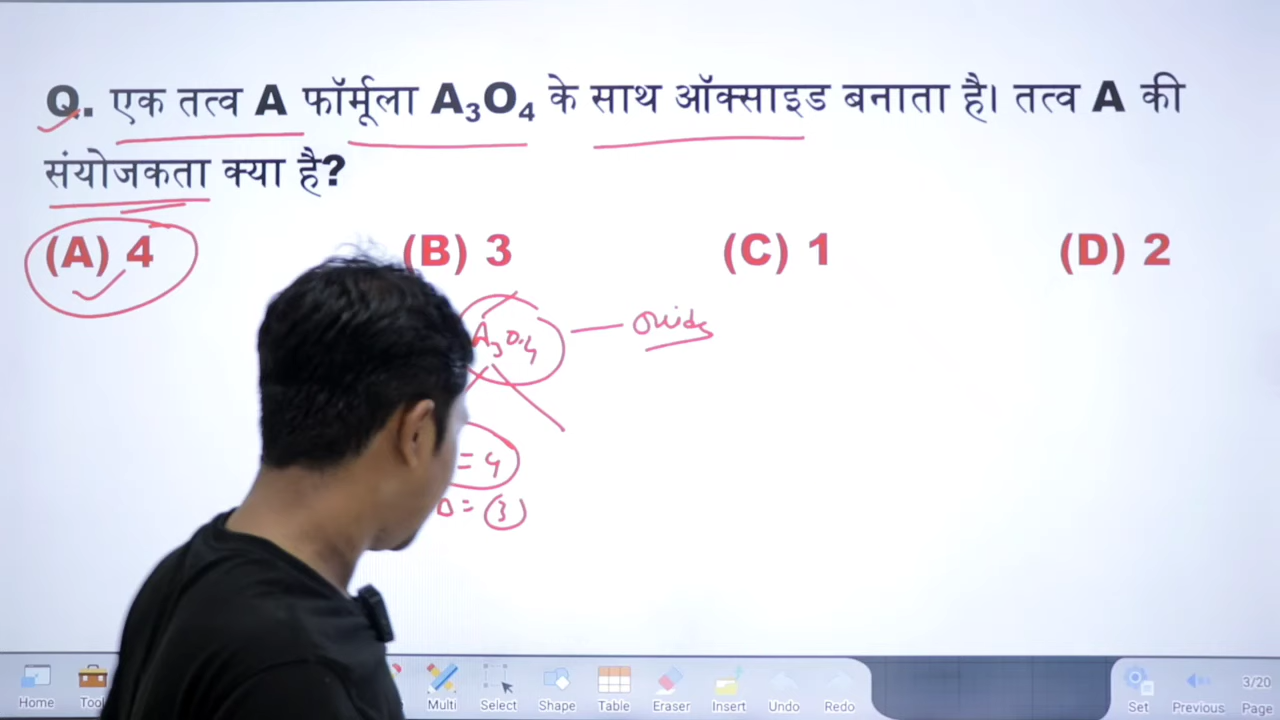 Q. एक तत्व A फॉर्मूला A₃O₄ के साथ ऑक्साइड बनाता है। तत्व A की
संयोजकता क्या है?
(A) 4 (B) 3 (C) 1 (D) 2
A₃O₄
= 4
= 3
Home Tool Multi Select Shape Table Eraser Insert Undo Redo Set Previous 3/20 Page